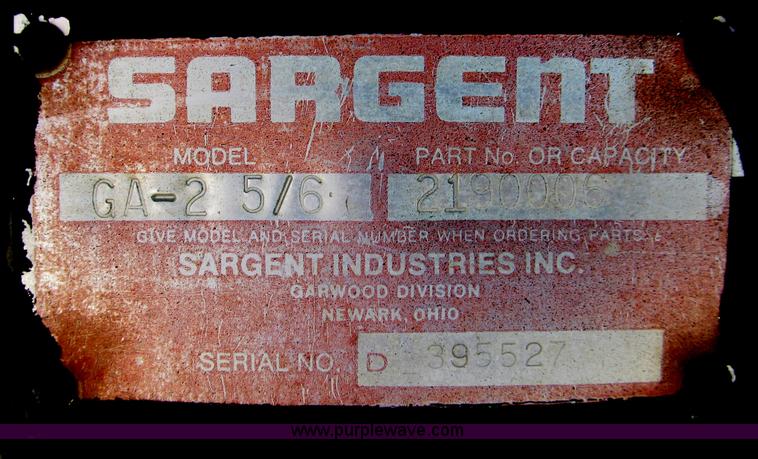 SARGENT
MODEL PART No. OR CAPACITY
GA-2 5/6 2190006
GIVE MODEL AND SERIAL NUMBER WHEN ORDERING PARTS
SARGENT INDUSTRIES INC.
GARWOOD DIVISION
NEWARK, OHIO
SERIAL NO. D 395527
www.purplewave.com